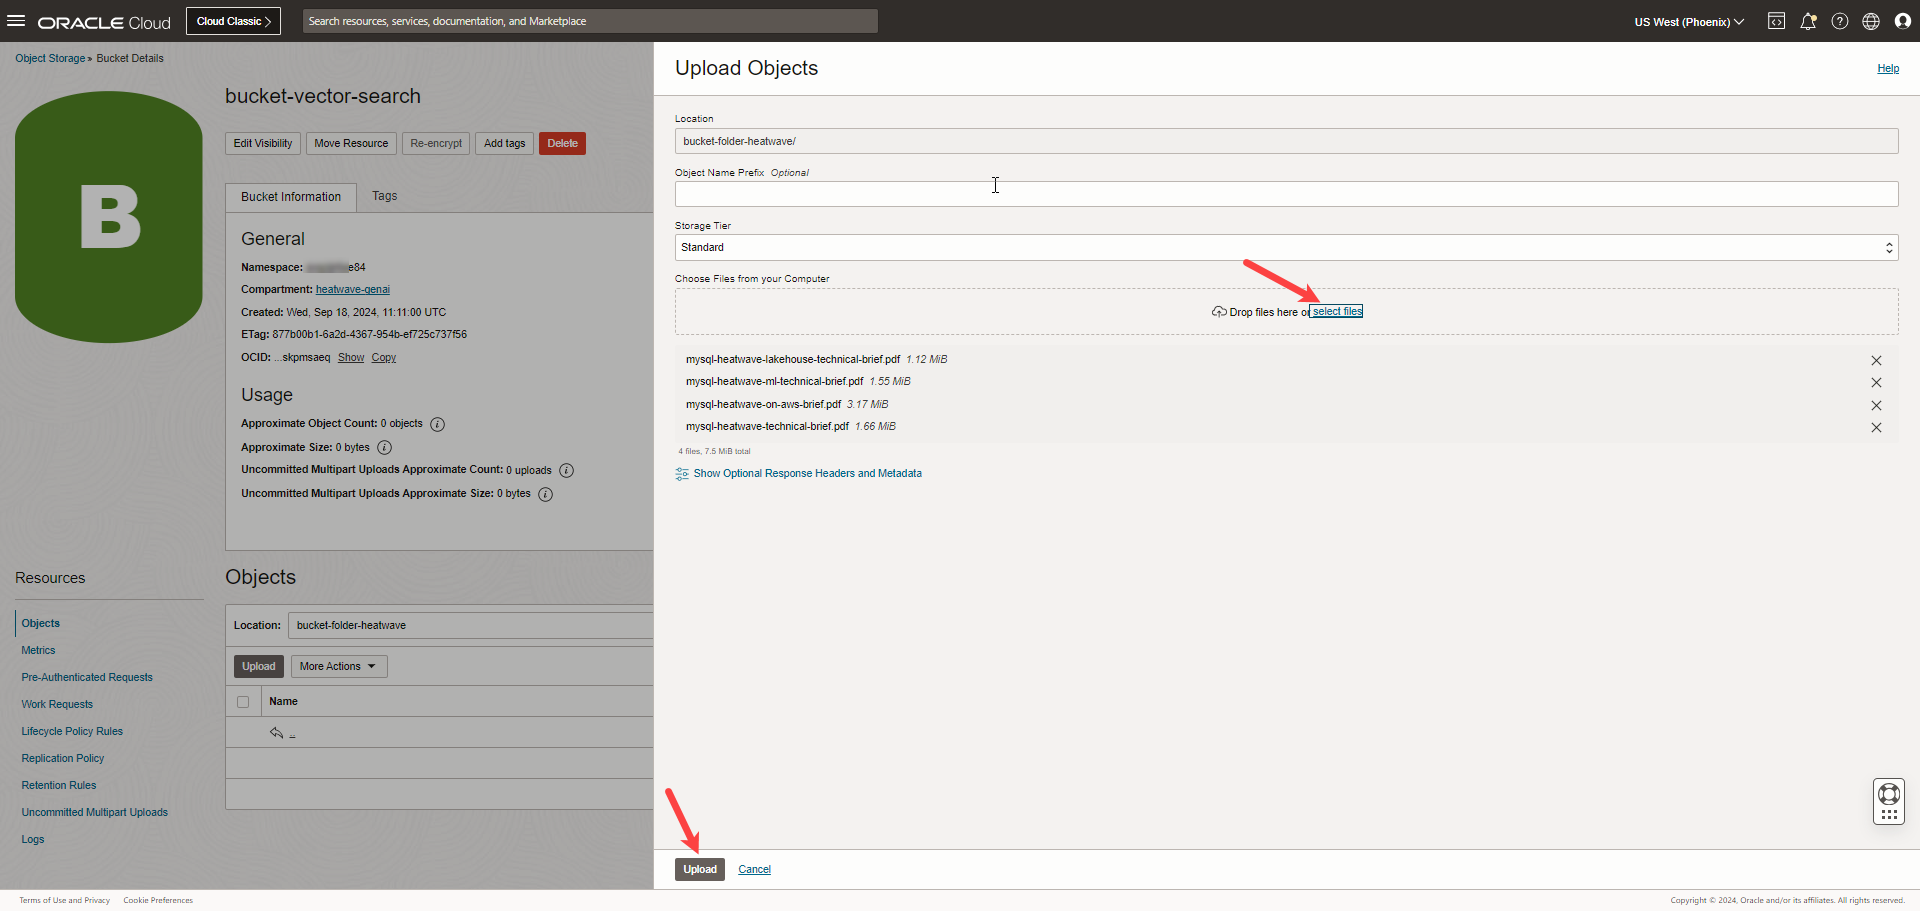 ORACLE Cloud
Cloud Classic >
Search resources, services, documentation, and Marketplace
US West (Phoenix)
Object Storage » Bucket Details
B
bucket-vector-search
Edit Visibility
Move Resource
Re-encrypt
Add tags
Delete
Bucket Information
Tags
General
Namespace: e84
Compartment: heatwave-genai
Created: Wed, Sep 18, 2024, 11:11:00 UTC
ETag: 877b00b1-6a2d-4367-954b-ef725c737f56
OCID: ...skpmsaeq Show Copy
Usage
Approximate Object Count: 0 objects
Approximate Size: 0 bytes
Uncommitted Multipart Uploads Approximate Count: 0 uploads
Uncommitted Multipart Uploads Approximate Size: 0 bytes
Resources
Objects
Metrics
Pre-Authenticated Requests
Work Requests
Lifecycle Policy Rules
Replication Policy
Retention Rules
Uncommitted Multipart Uploads
Logs
Objects
Location: bucket-folder-heatwave
Upload
More Actions
Name
..
Upload Objects
Help
Location
bucket-folder-heatwave/
Object Name Prefix Optional
Storage Tier
Standard
Choose Files from your Computer
Drop files here or select files
mysql-heatwave-lakehouse-technical-brief.pdf 1.12 MiB
mysql-heatwave-ml-technical-brief.pdf 1.55 MiB
mysql-heatwave-on-aws-brief.pdf 3.17 MiB
mysql-heatwave-technical-brief.pdf 1.66 MiB
4 files, 7.5 MiB total
Show Optional Response Headers and Metadata
Upload
Cancel
Terms of Use and Privacy
Cookie Preferences
Copyright © 2024, Oracle and/or its affiliates. All rights reserved.